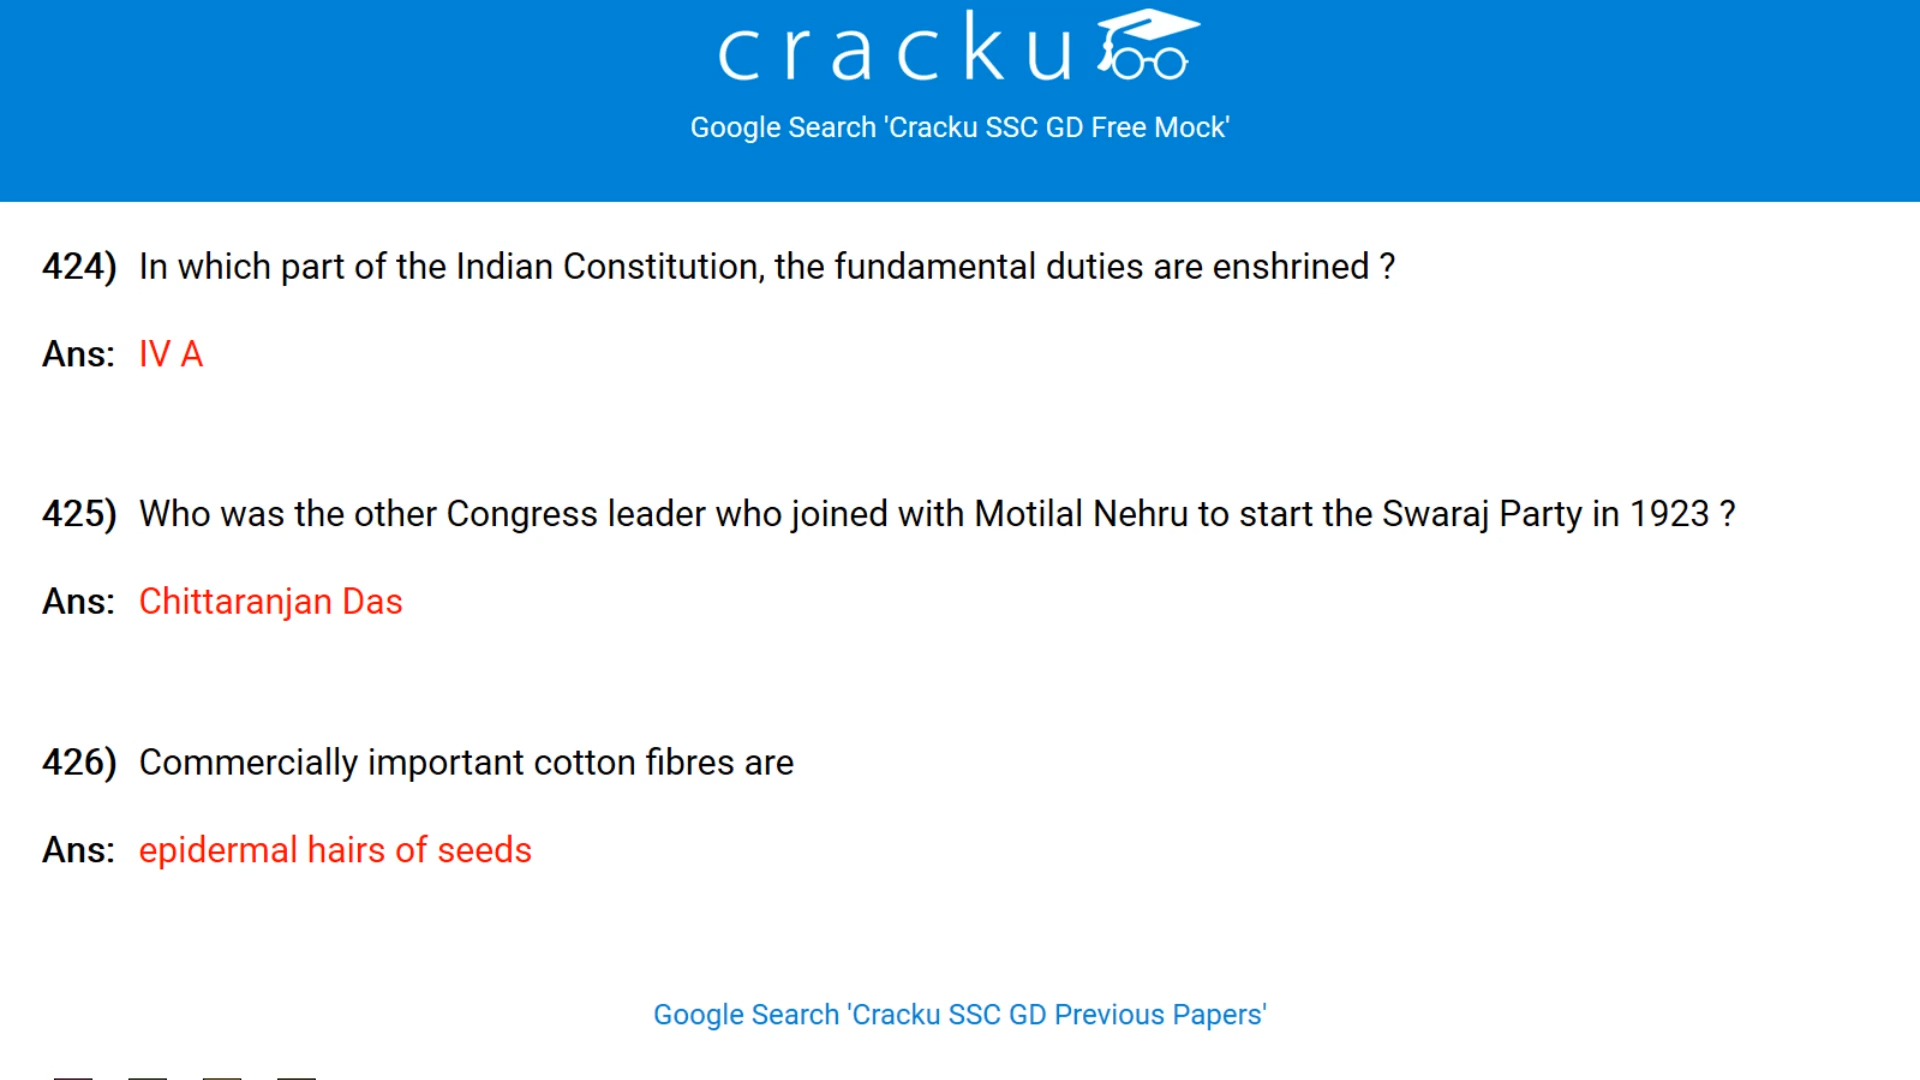 cracku
Google Search 'Cracku SSC GD Free Mock'
424) In which part of the Indian Constitution, the fundamental duties are enshrined ?
Ans: IV A
425) Who was the other Congress leader who joined with Motilal Nehru to start the Swaraj Party in 1923 ?
Ans: Chittaranjan Das
426) Commercially important cotton fibres are
Ans: epidermal hairs of seeds
Google Search 'Cracku SSC GD Previous Papers'